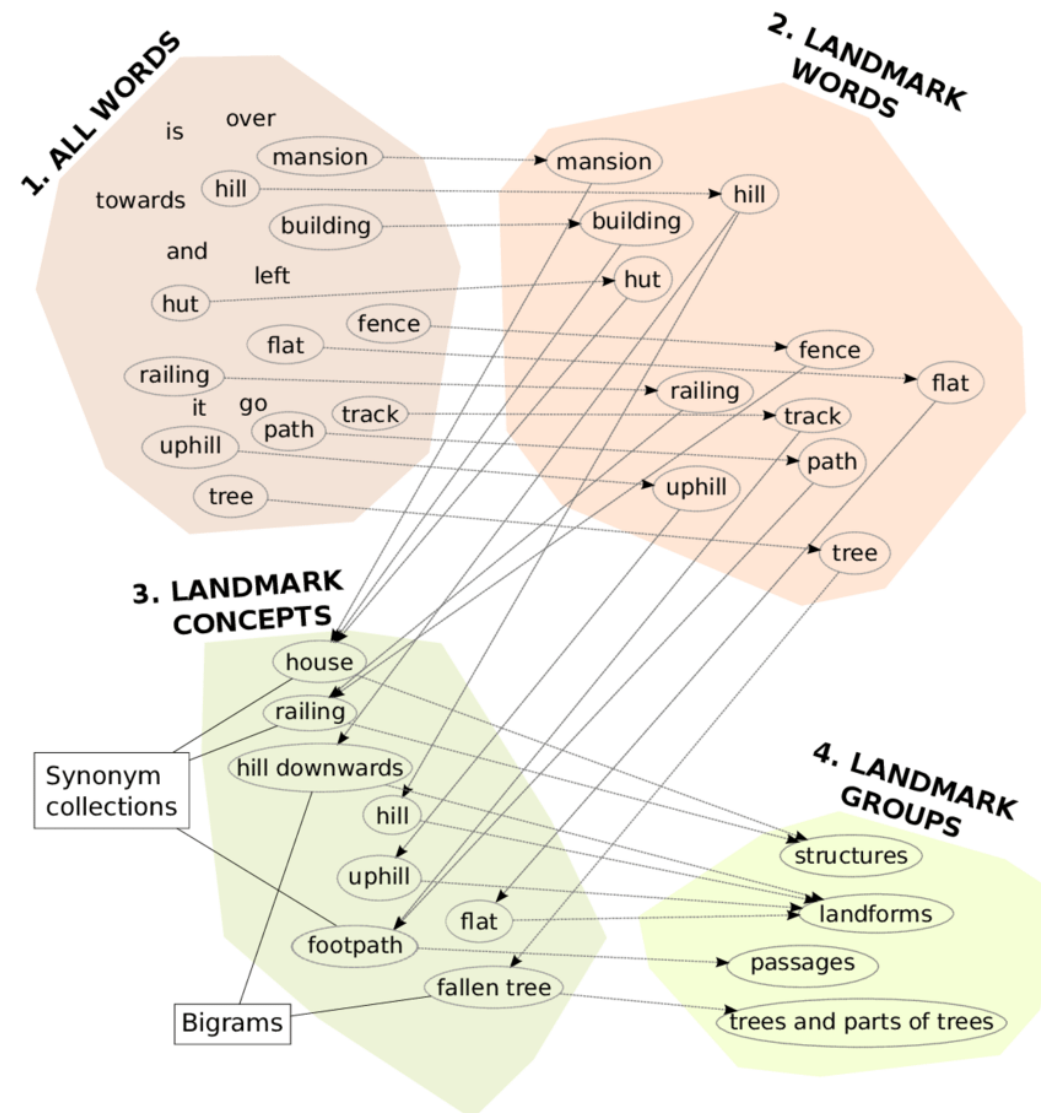 1. ALL WORDS
is
over
mansion
hill
towards
building
and
left
hut
fence
flat
railing
it
go
track
path
uphill
tree
2. LANDMARK
WORDS
mansion
hill
building
hut
fence
flat
railing
track
path
uphill
tree
3. LANDMARK
CONCEPTS
house
railing
hill downwards
hill
uphill
flat
footpath
fallen tree
Synonym
collections
Bigrams
4. LANDMARK
GROUPS
structures
landforms
passages
trees and parts of trees